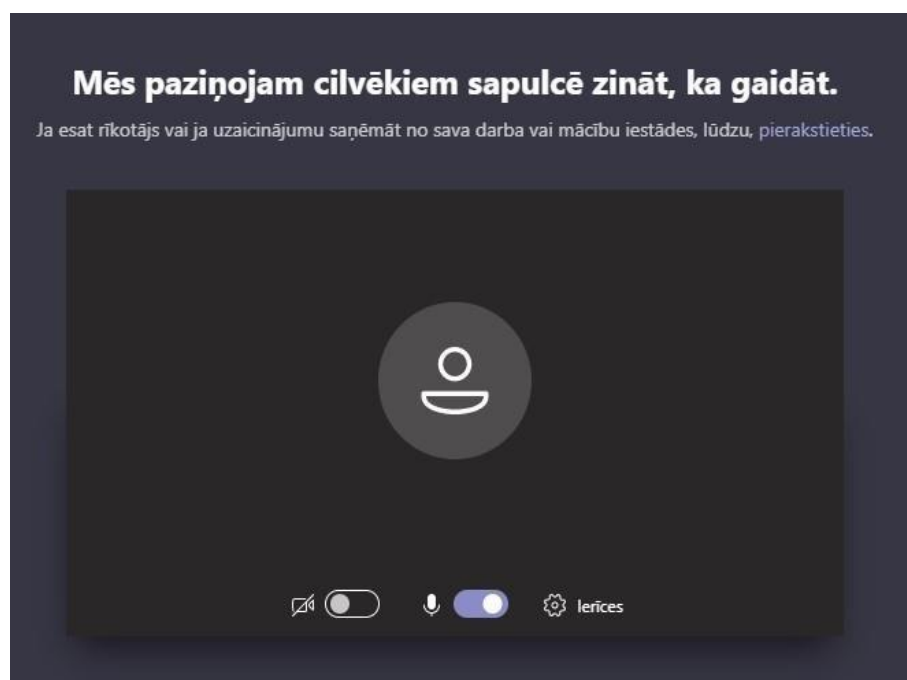 Mēs paziņojam cilvēkiem sapulcē zināt, ka gaidāt.
Ja esat rīkotājs vai ja uzaicinājumu saņēmāt no sava darba vai mācību iestādes, lūdzu, pierakstieties.
Ierīces